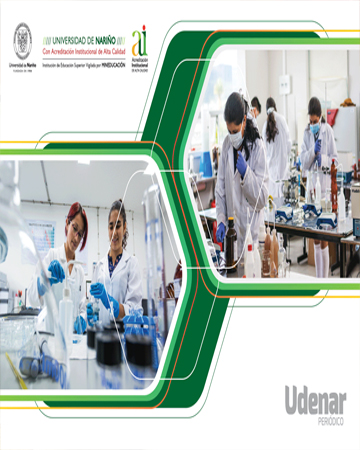 UNIVERSIDAD DE NARIÑO
Con Acreditación Institucional de Alta Calidad
Institución de Educación Superior Vigilada por MINEDUCACIÓN
Universidad de Nariño
ai
Acreditación
Institucional
Udenar
PERIÓDICO